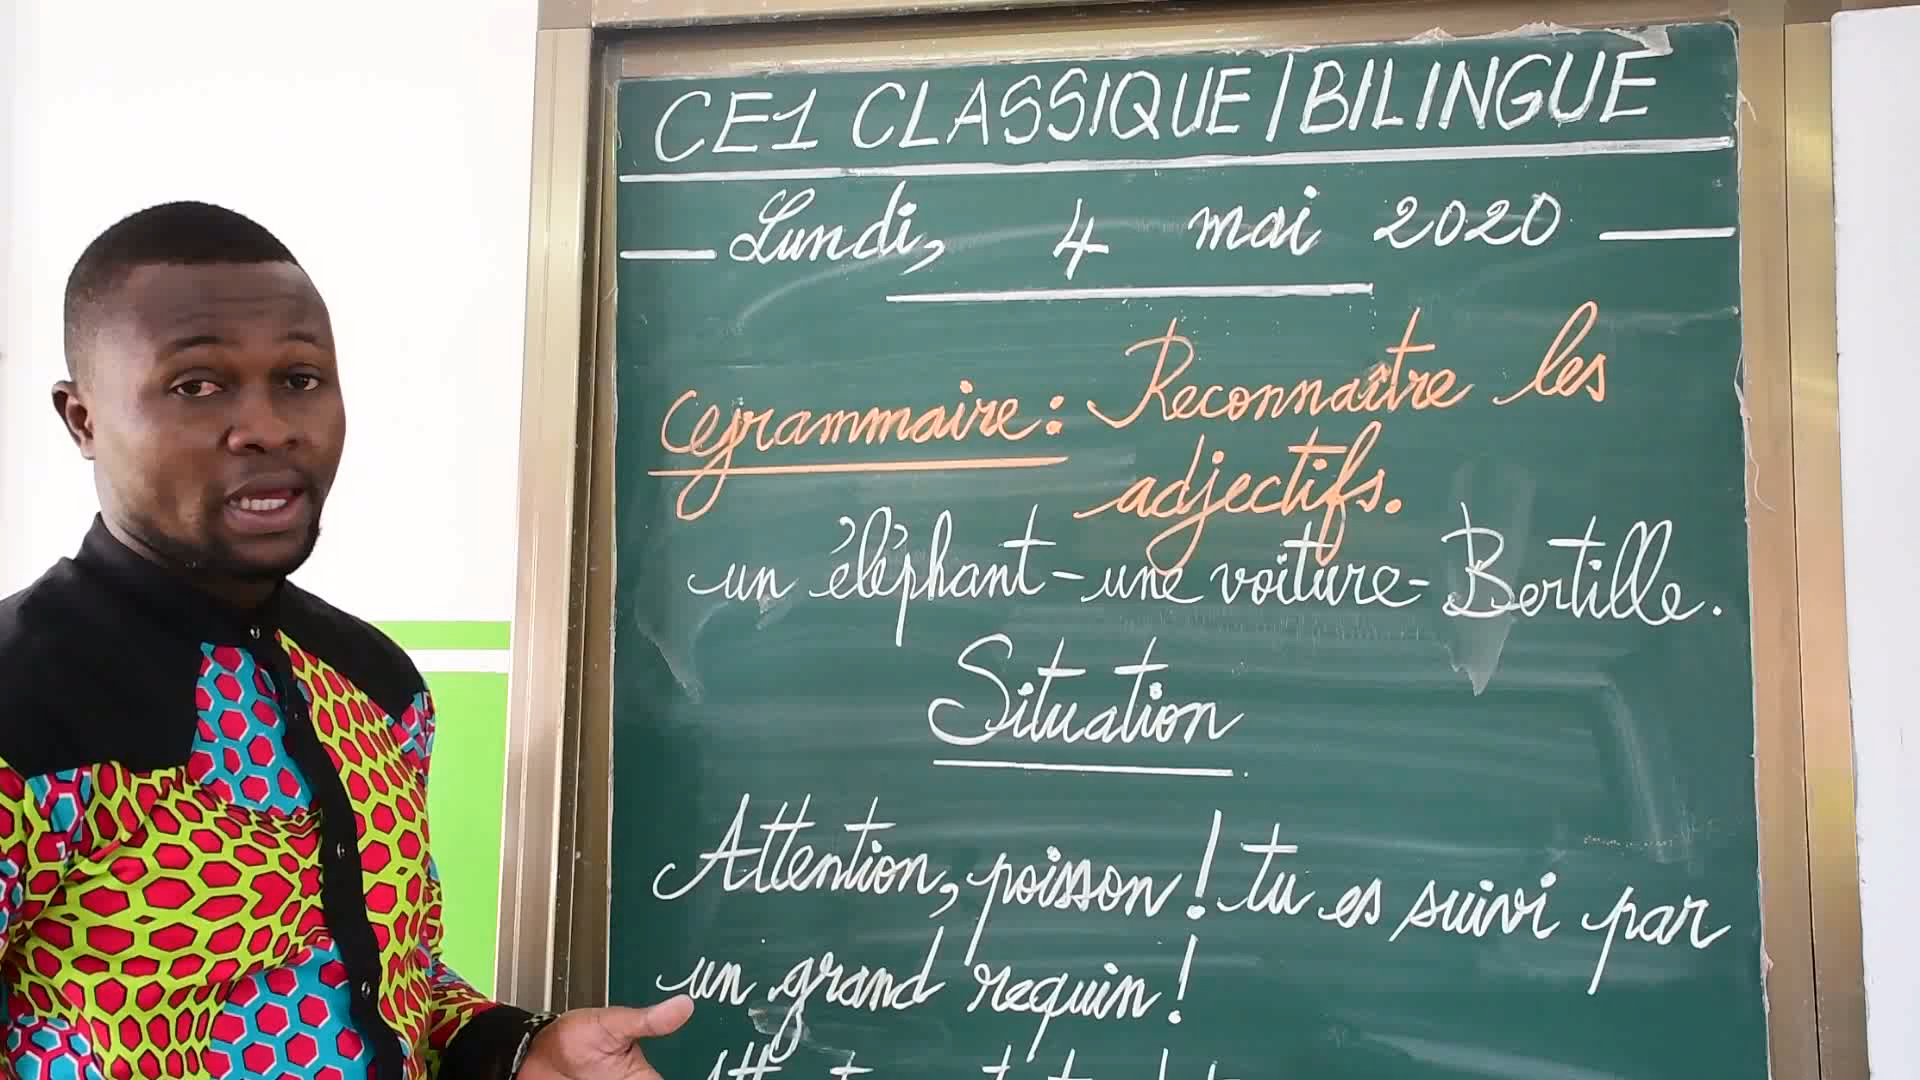 CE1 CLASSIQUE/BILINGUE
Lundi, 4 mai 2020
Grammaire: Reconnaître les
adjectifs.
un éléphant-une voiture-Bertille.
Situation
Attention, poisson! tu es suivi par
un grand requin!